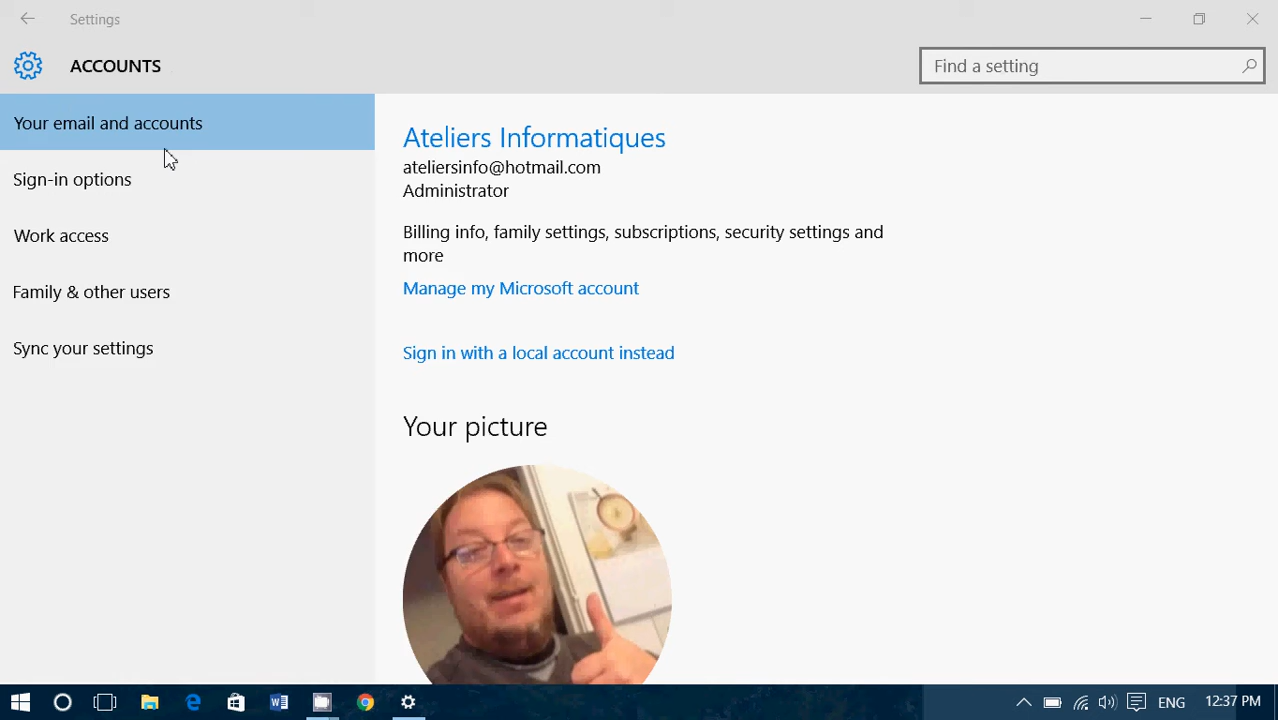 Settings
ACCOUNTS
Find a setting
Your email and accounts
Sign-in options
Work access
Family & other users
Sync your settings
Ateliers Informatiques
ateliersinfo@hotmail.com
Administrator
Billing info, family settings, subscriptions, security settings and
more
Manage my Microsoft account
Sign in with a local account instead
Your picture
ENG
12:37 PM